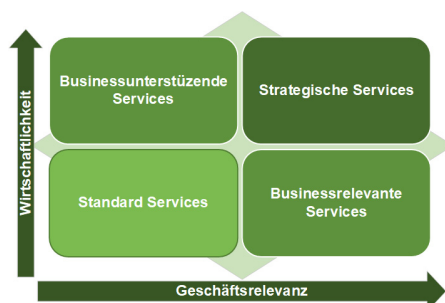 Businessunterstüzende
Services
Strategische Services
Standard Services
Businessrelevante
Services
Wirtschaftlichkeit
Geschäftsrelevanz